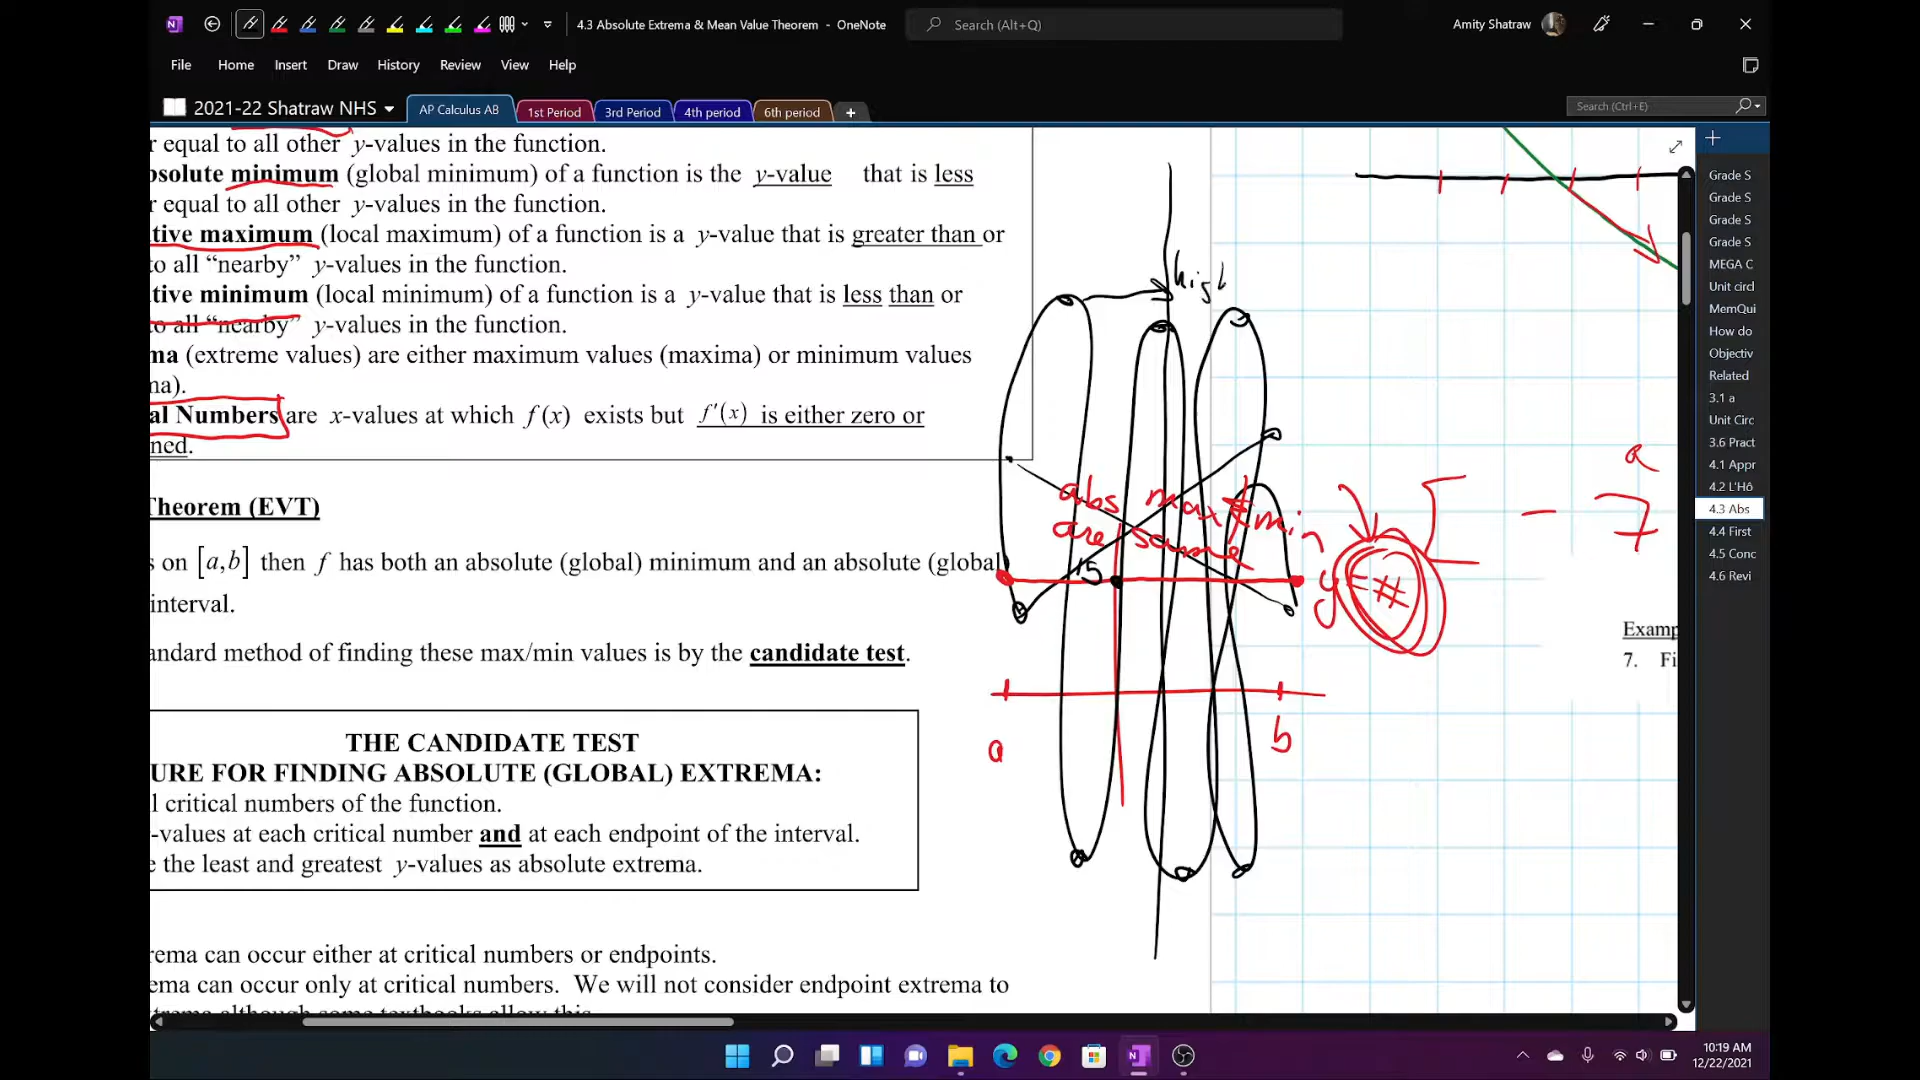 4.3 Absolute Extrema & Mean Value Theorem - OneNote
Search (Alt+Q)
Amity Shatraw
File Home Insert Draw History Review View Help
2021-22 Shatraw NHS
AP Calculus AB 1st Period 3rd Period 4th period 6th period
Search (Ctrl+E)
r equal to all other y-values in the function.
bsolute minimum (global minimum) of a function is the y-value that is less
r equal to all other y-values in the function.
tive maximum (local maximum) of a function is a y-value that is greater than or
to all “nearby” y-values in the function.
tive minimum (local minimum) of a function is a y-value that is less than or
to all “nearby” y-values in the function.
ma (extreme values) are either maximum values (maxima) or minimum values
na).
al Numbers are x-values at which f(x) exists but f′(x) is either zero or
ned.
Theorem (EVT)
s on [a,b] then f has both an absolute (global) minimum and an absolute (global
interval.
andard method of finding these max/min values is by the candidate test.
THE CANDIDATE TEST
URE FOR FINDING ABSOLUTE (GLOBAL) EXTREMA:
l critical numbers of the function.
-values at each critical number and at each endpoint of the interval.
e the least and greatest y-values as absolute extrema.
rema can occur either at critical numbers or endpoints.
ema can occur only at critical numbers. We will not consider endpoint extrema to
xtrema although some textbooks allow this.
high
abs max & min
are same
15
y = #
a
b
a
7
Examp
7. Fi
Grade S
Grade S
Grade S
Grade S
MEGA C
Unit circl
MemQui
How do
Objectiv
Related
3.1 a
Unit Circ
3.6 Pract
4.1 Appr
4.2 L'Hô
4.3 Abs
4.4 First
4.5 Conc
4.6 Revi
10:19 AM
12/22/2021